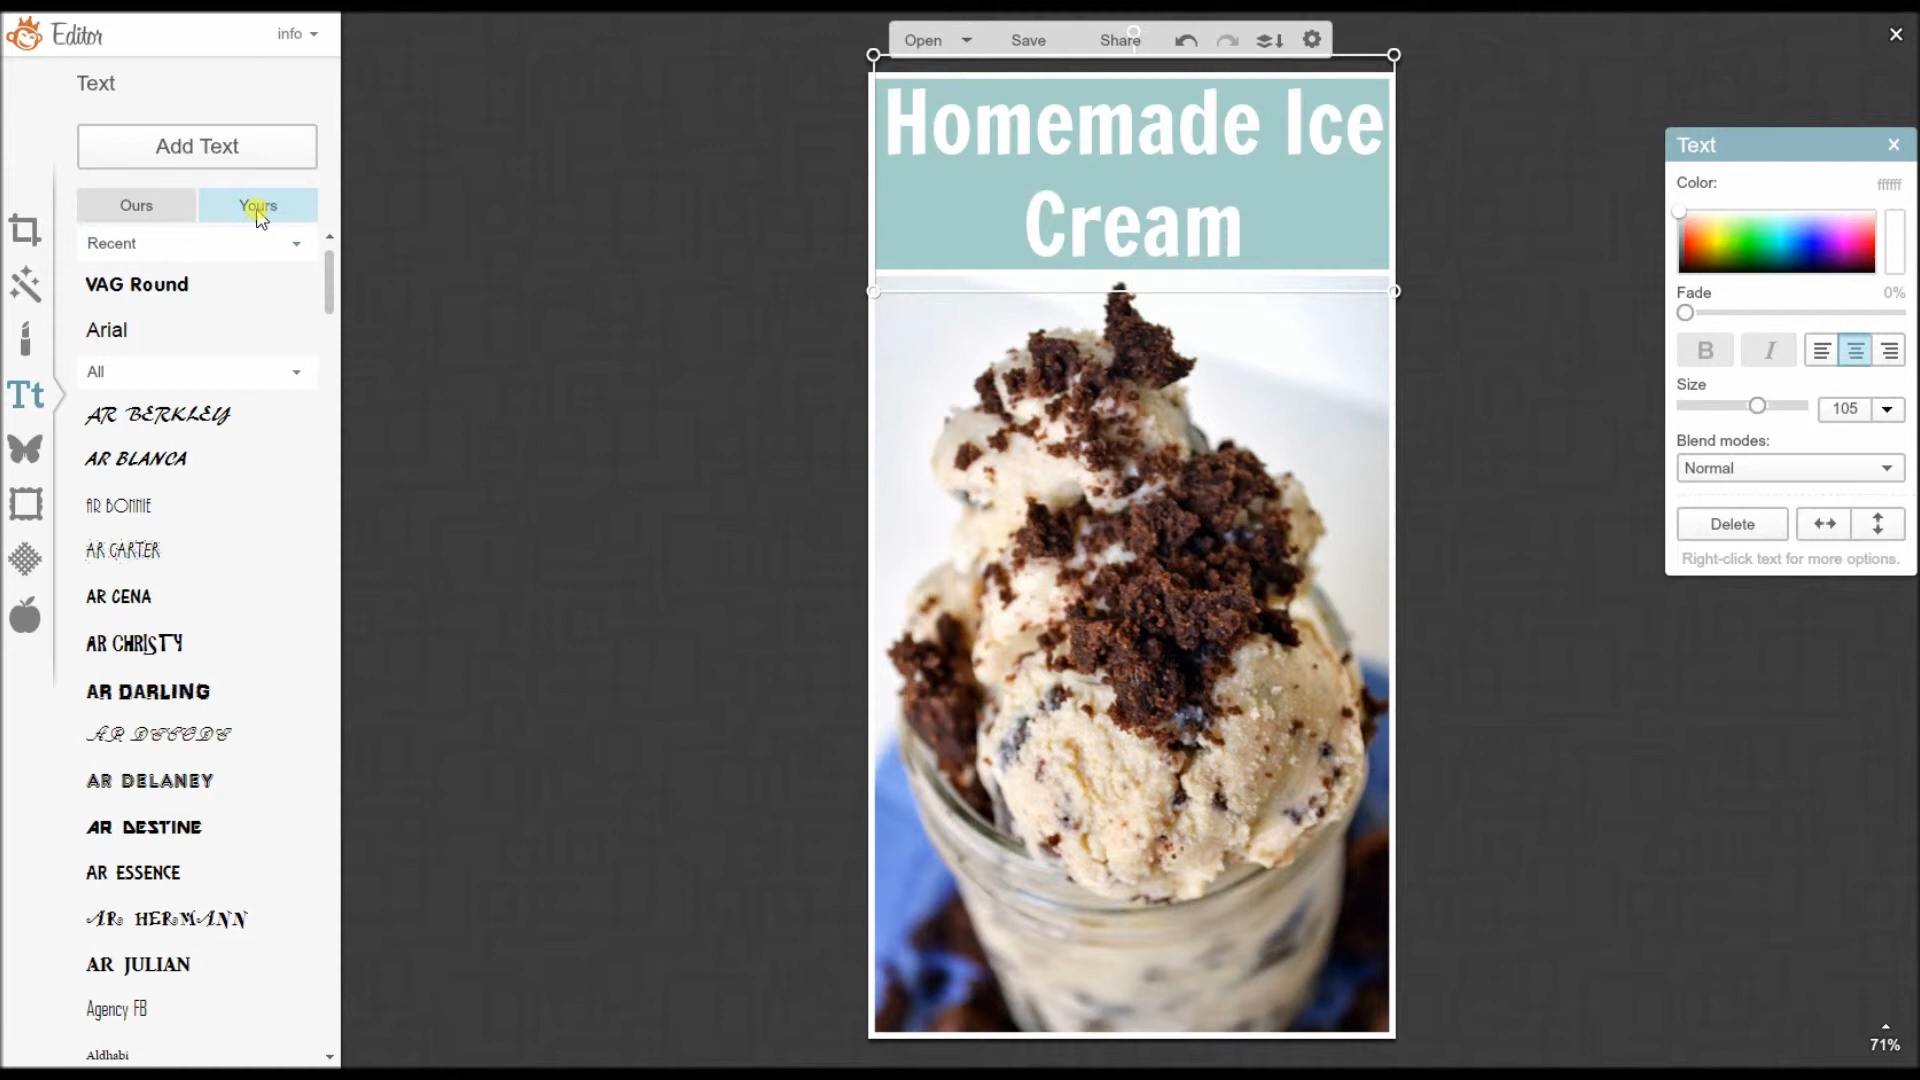 Editor
info
Text
Add Text
Ours
Yours
Recent
VAG Round
Arial
All
AR BERKLEY
AR BLANCA
AR BONNIE
AR CARTER
AR CENA
AR CHRISTY
AR DARLING
AR DECODE
AR DELANEY
AR DESTINE
AR ESSENCE
AR HERMANN
AR JULIAN
Agency FB
Aldhabi
Tt
Open
Save
Share
Homemade Ice
Cream
Text
Color:
ffffff
Fade
0%
B
I
Size
105
Blend modes:
Normal
Delete
Right-click text for more options.
71%